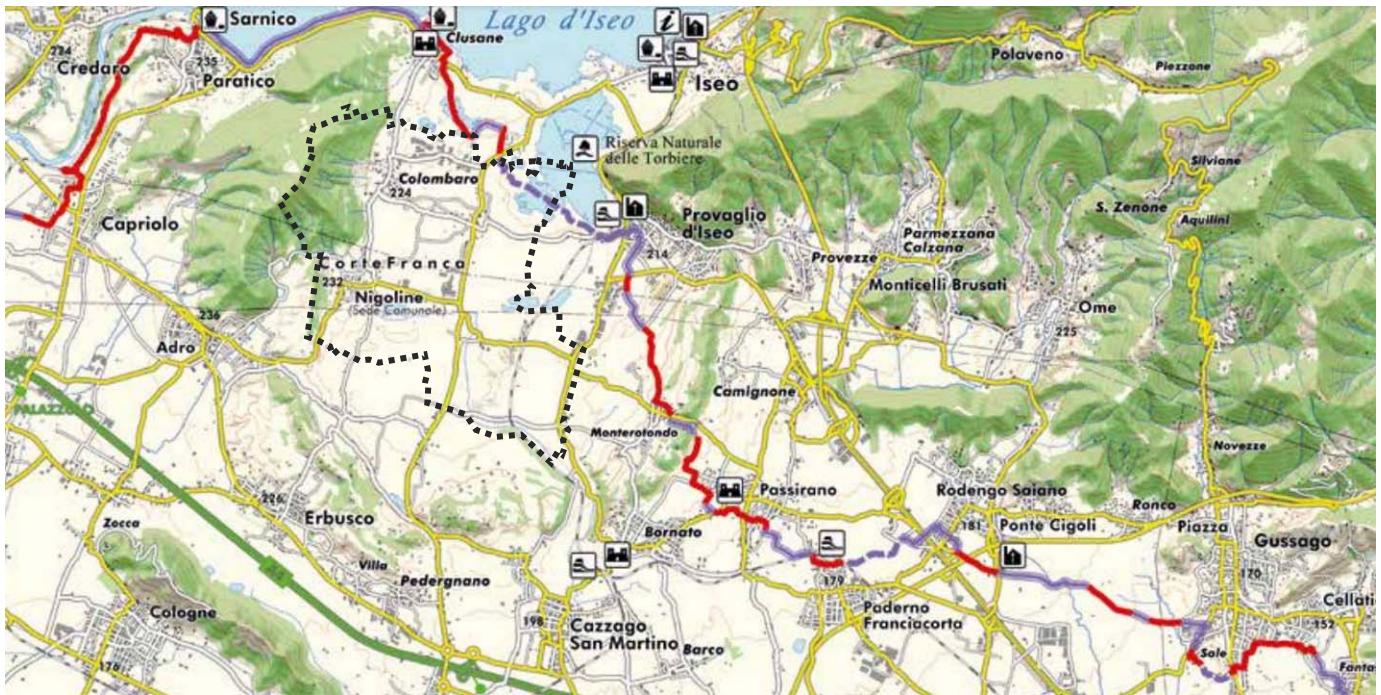 Sarnico
Lago d'Iseo
Clusane
284
Credaro
235
Paratico
i
Iseo
Polaveno
Piezzone
Riserva Naturale
delle Torbiere
Silviane
Colombaro
224
S. Zenone
Aquilini
Capriolo
Provaglio
d'Iseo
214
Parmezzana
Calzana
Provezze
CorteFranca
232
Nigoline
(Sede Comunale)
Monticelli Brusati
Ome
225
236
Adro
PALAZZOLO
Camignone
Monterotondo
Novezze
226
Erbusco
Passirano
Rodengo Saiano
Ronco
Zocca
Bornato
181
Ponte Cigoli
Piazza
Gussago
Villa
Pedergnano
179
170
Cologne
Paderno
Franciacorta
Cellati
198
Cazzago
San Martino
152
Barco
Sale
176
Fantas